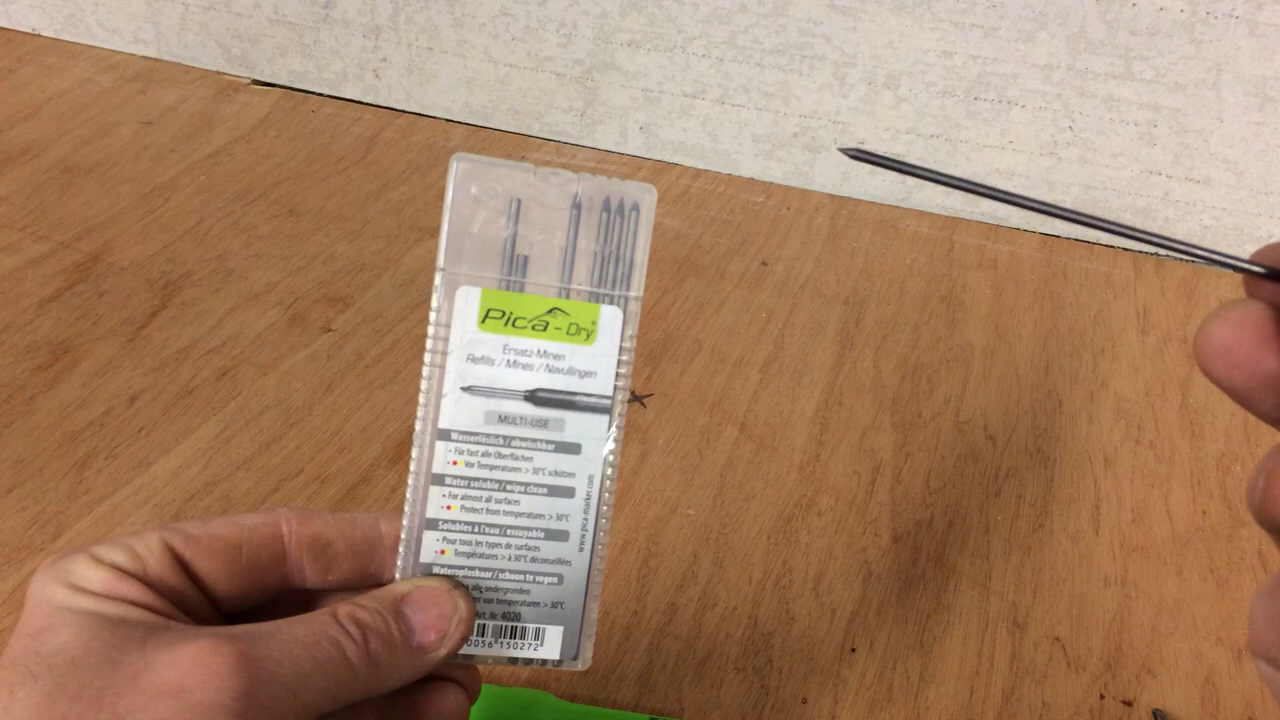 Pica-Dry®
Ersatz-Minen
Refills / Mines / Navullingen
MULTI-USE
Wasserlöslich / abwischbar
• Für fast alle Oberflächen
• Vor Temperaturen > 30°C schützen
Water soluble / wipe clean
• For almost all surfaces
• Protect from temperatures > 30°C
Solubles à l'eau / essuyable
• Pour tous les types de surfaces
• Températures > à 30°C déconseillées
Wateroplosbaar / schoon te vegen
alle ondergronden
van temperaturen > 30°C
Art. Nr. 4020
0056 150272
www.pica-marker.com